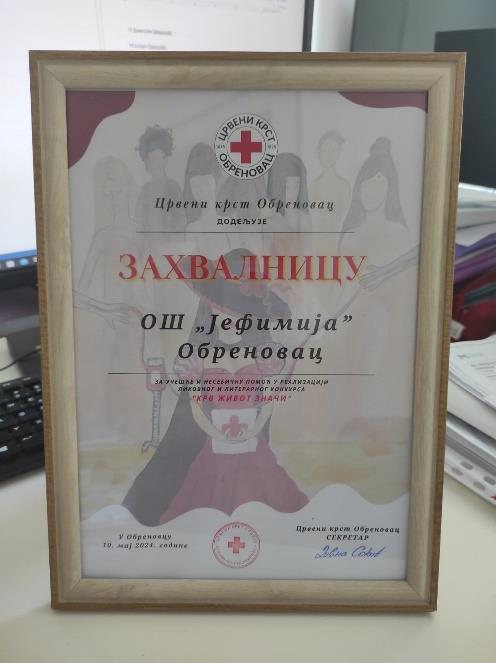 ЦРВЕНИ КРСТ
ОБРЕНОВАЦ
Црвени крст Обреновац
ДОДЕЉУЈЕ
ЗАХВАЛНИЦУ
ОШ „Јефимија”
Обреновац
ЗА УЧЕШЋЕ И НЕСЕБИЧНУ ПОМОЋ У РЕАЛИЗАЦИЈИ
ЛИКОВНОГ И ЛИТЕРАРНОГ КОНКУРСА
"КРВ ЖИВОТ ЗНАЧИ"
У Обреновцу
10. мај 2024. године
Црвени крст Обреновац
СЕКРЕТАР